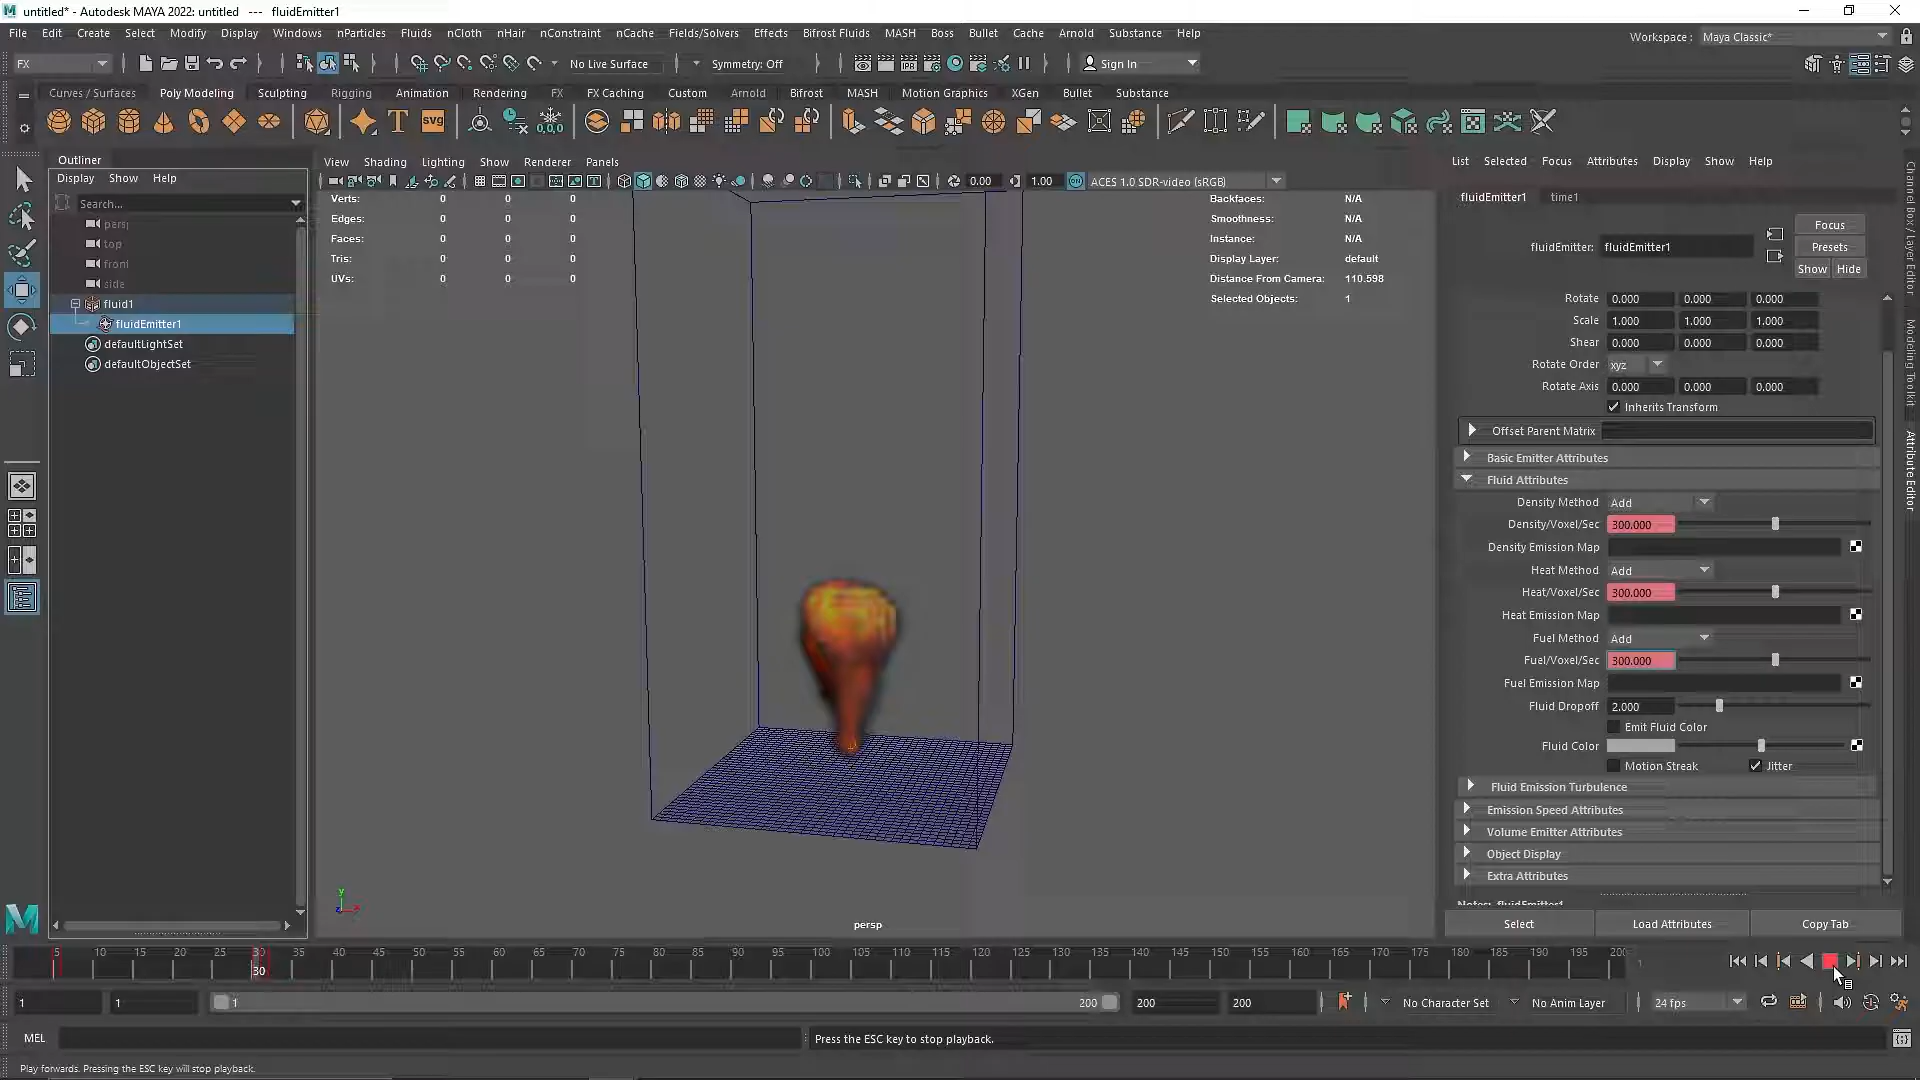 untitled* - Autodesk MAYA 2022: untitled --- fluidEmitter1
File Edit Create Select Modify Display Windows nParticles Fluids nCloth nHair nConstraint nCache Fields/Solvers Effects Bifrost Fluids MASH Boss Bullet Cache Arnold Substance Help
Workspace : Maya Classic*
FX No Live Surface Symmetry: Off Sign In
Curves / Surfaces Poly Modeling Sculpting Rigging Animation Rendering FX FX Caching Custom Arnold Bifrost MASH Motion Graphics XGen Bullet Substance
T svg 0,0,0
Outliner
Display Show Help
Search...
persp
top
front
side
fluid1
fluidEmitter1
defaultLightSet
defaultObjectSet
View Shading Lighting Show Renderer Panels
0.00 1.00 ACES 1.0 SDR-video (sRGB)
Verts: 0 0 0
Edges: 0 0 0
Faces: 0 0 0
Tris: 0 0 0
UVs: 0 0 0
Backfaces: N/A
Smoothness: N/A
Instance: N/A
Display Layer: default
Distance From Camera: 110.598
Selected Objects: 1
y
z x
persp
List Selected Focus Attributes Display Show Help
fluidEmitter1 time1
fluidEmitter: fluidEmitter1
Focus
Presets
Show Hide
Rotate 0.000 0.000 0.000
Scale 1.000 1.000 1.000
Shear 0.000 0.000 0.000
Rotate Order xyz
Rotate Axis 0.000 0.000 0.000
Inherits Transform
Offset Parent Matrix
Basic Emitter Attributes
Fluid Attributes
Density Method Add
Density/Voxel/Sec 300.000
Density Emission Map
Heat Method Add
Heat/Voxel/Sec 300.000
Heat Emission Map
Fuel Method Add
Fuel/Voxel/Sec 300.000
Fuel Emission Map
Fluid Dropoff 2.000
Emit Fluid Color
Fluid Color
Motion Streak Jitter
Fluid Emission Turbulence
Emission Speed Attributes
Volume Emitter Attributes
Object Display
Extra Attributes
Notes: fluidEmitter1
Select Load Attributes Copy Tab
Channel Box / Layer Editor
Modeling Toolkit
Attribute Editor
5 10 15 20 25 30 35 40 45 50 55 60 65 70 75 80 85 90 95 100 105 110 115 120 125 130 135 140 145 150 155 160 165 170 175 180 185 190 195 200
30
1 1 1 200 200 200 No Character Set No Anim Layer 24 fps
MEL Press the ESC key to stop playback.
Play forwards. Pressing the ESC key will stop playback.